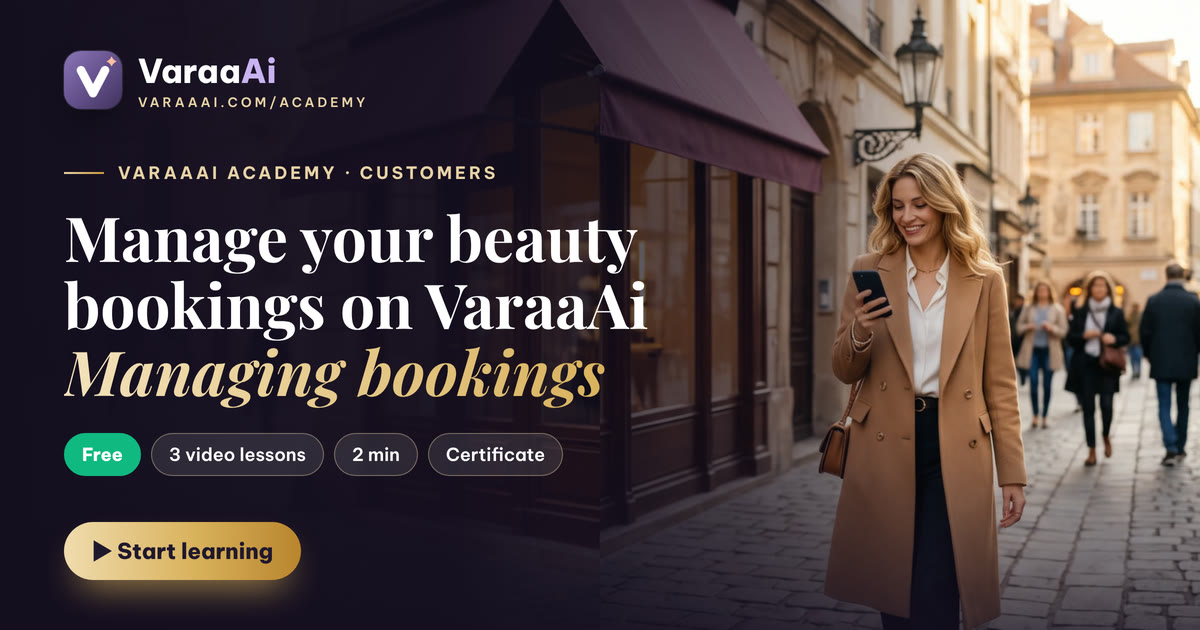 VaraaAi
VARAAAI.COM/ACADEMY
VARAAAI ACADEMY · CUSTOMERS
Manage your beauty
bookings on VaraaAi
Managing bookings
Free
3 video lessons
2 min
Certificate
▶ Start learning